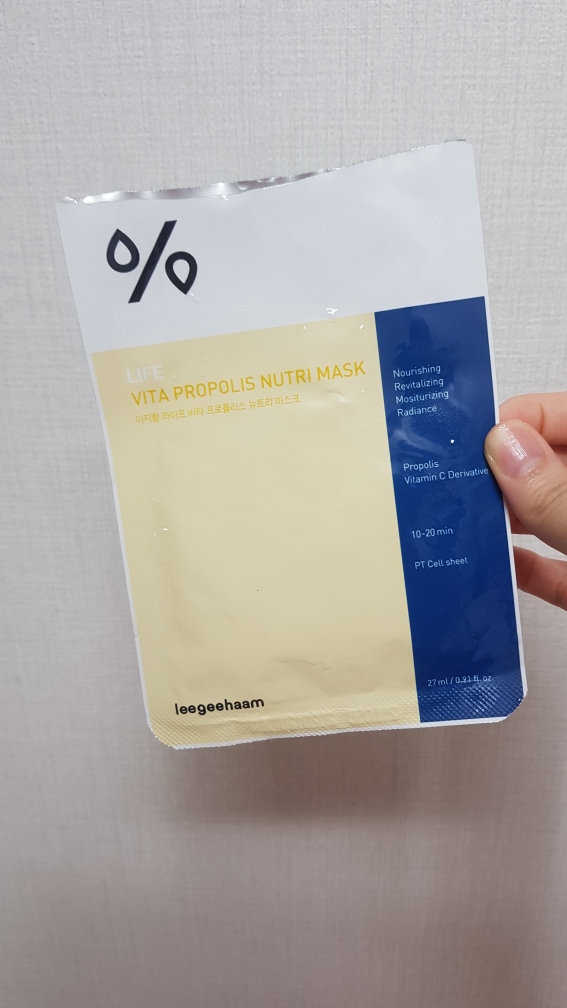 %
LIFE
VITA PROPOLIS NUTRI MASK
이지함 라이프 비타 프로폴리스 뉴트리 마스크
Nourishing
Revitalizing
Mositurizing
Radiance
Propolis
Vitamin C Derivative
10-20 min
PT Cell sheet
27 ml / 0.91 fl. oz.
leegeehaam